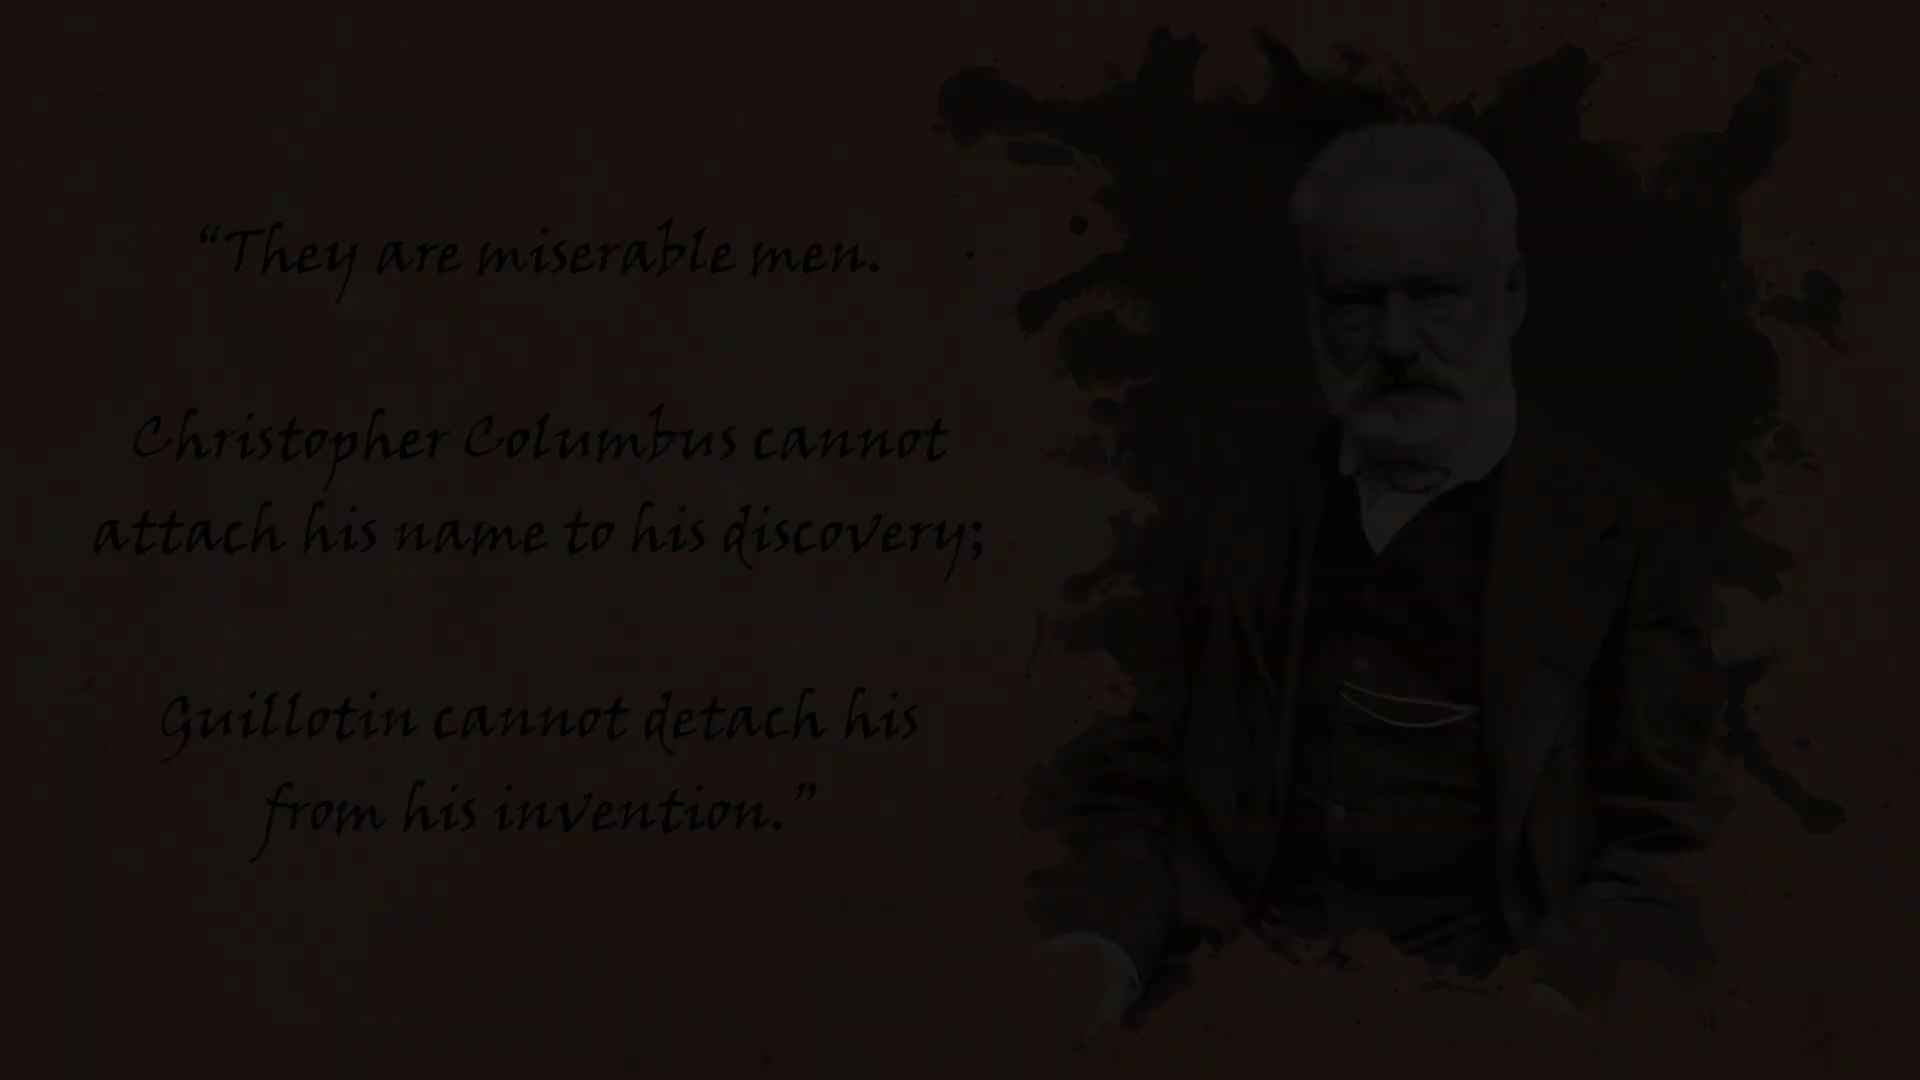 “They are miserable men.
Christopher Columbus cannot
attach his name to his discovery;
Guillotin cannot detach his
from his invention.”